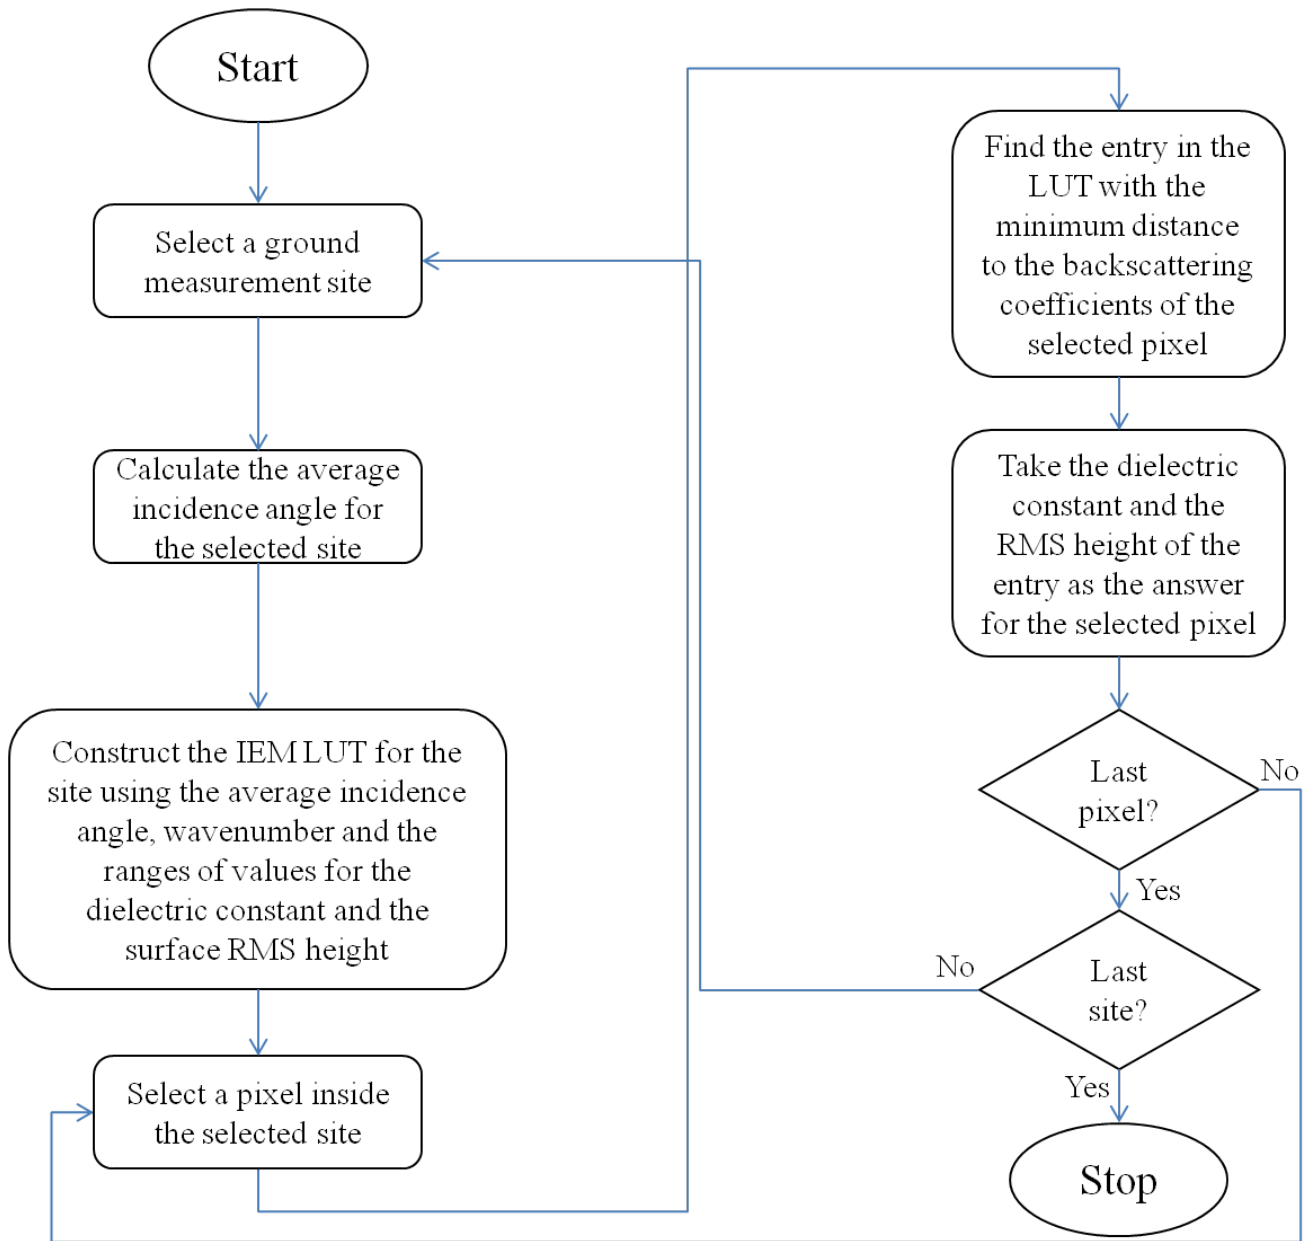 Start
Select a ground
measurement site
Calculate the average
incidence angle for
the selected site
Construct the IEM LUT for the
site using the average incidence
angle, wavenumber and the
ranges of values for the
dielectric constant and the
surface RMS height
Select a pixel inside
the selected site
Find the entry in the
LUT with the
minimum distance
to the backscattering
coefficients of the
selected pixel
Take the dielectric
constant and the
RMS height of the
entry as the answer
for the selected pixel
Last
pixel?
No
Yes
Last
site?
No
Yes
Stop